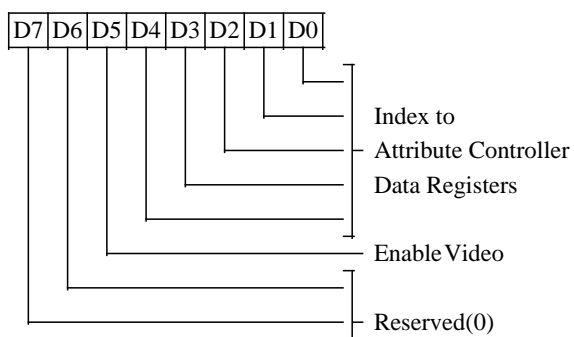 D7 D6 D5 D4 D3 D2 D1 D0
Index to
Attribute Controller
Data Registers
Enable Video
Reserved(0)